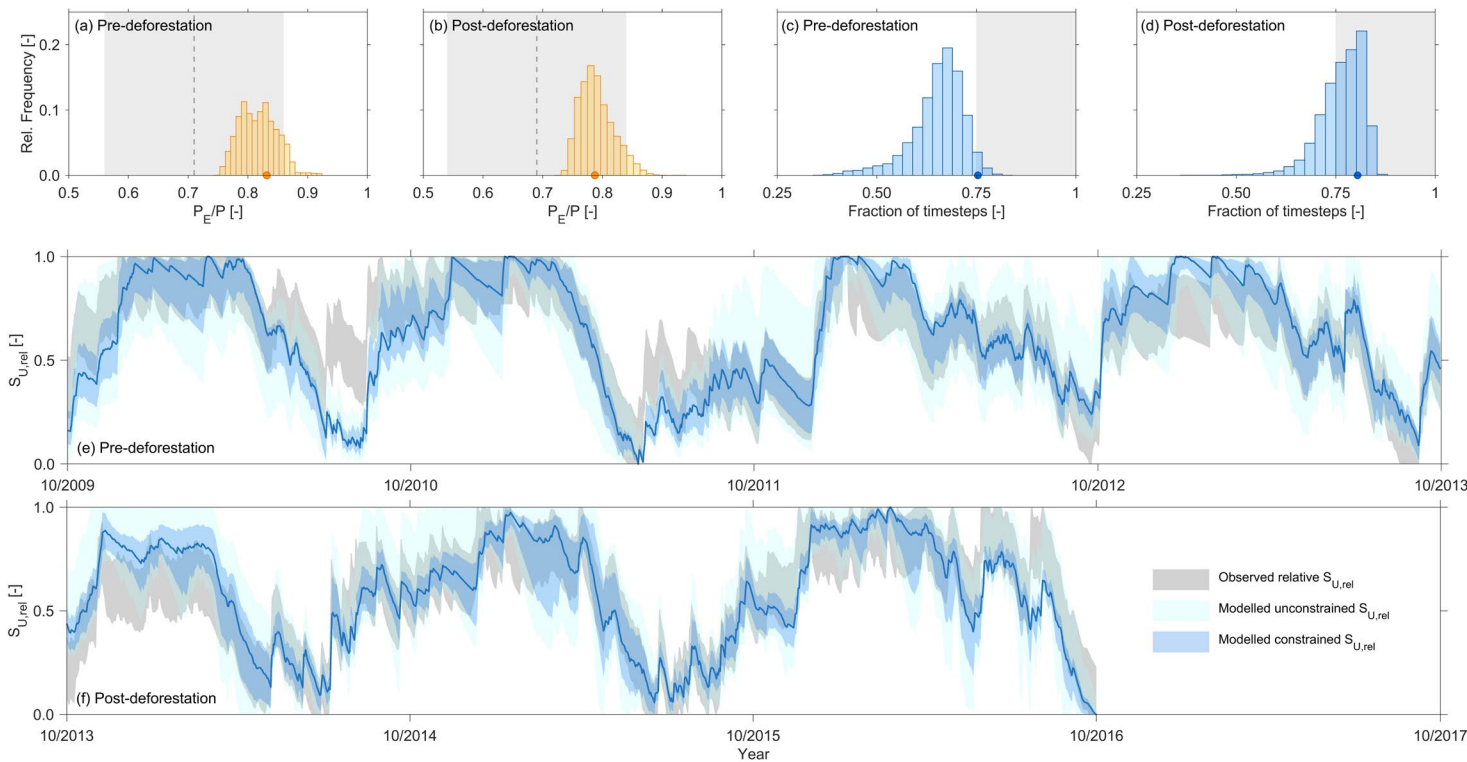 (a) Pre-deforestation
(b) Post-deforestation
(c) Pre-deforestation
(d) Post-deforestation
Rel. Frequency [-]
0.2
0.1
0.0
0.5 0.6 0.7 0.8 0.9 1
P_E/P [-]
0.5 0.6 0.7 0.8 0.9 1
P_E/P [-]
0.25 0.50 0.75 1
Fraction of timesteps [-]
0.25 0.50 0.75 1
Fraction of timesteps [-]
S_U,rel [-]
1.0
0.5
0.0
(e) Pre-deforestation
10/2009 10/2010 10/2011 10/2012 10/2013
S_U,rel [-]
1.0
0.5
0.0
(f) Post-deforestation
Observed relative S_U,rel
Modelled unconstrained S_U,rel
Modelled constrained S_U,rel
10/2013 10/2014 10/2015 10/2016 10/2017
Year